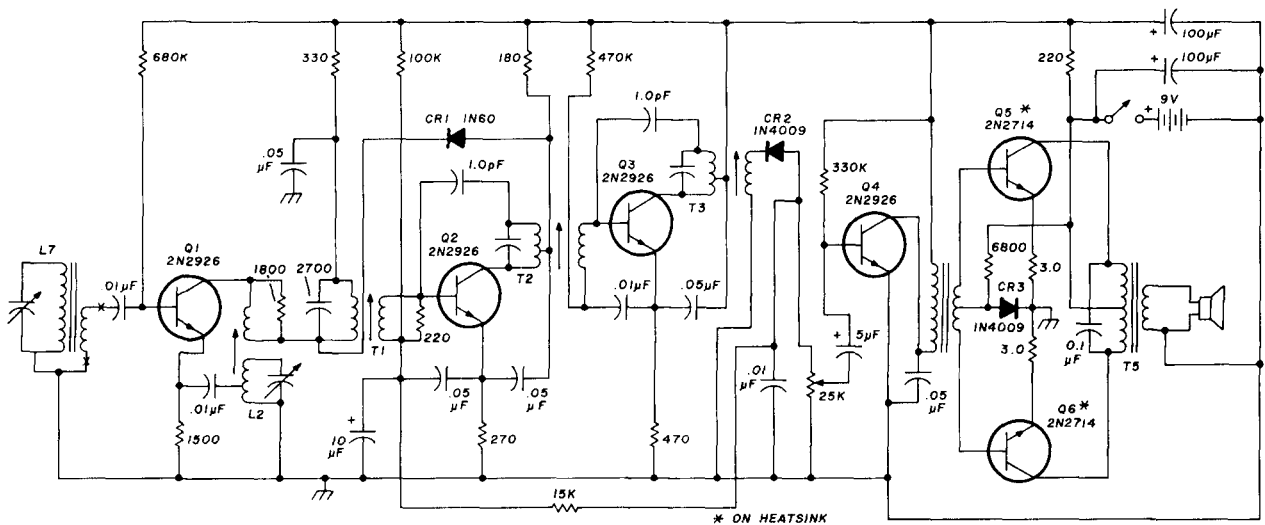 680K
330
100K
180
470K
220
100µF
100µF
9V
CR1 1N60
1.0pF
1.0pF
CR2
1N4009
Q5 *
2N2714
.05
µF
Q3
2N2926
T3
330K
Q4
2N2926
L7
Q1
2N2926
.01µF
1800
2700
Q2
2N2926
T2
6800
3.0
CR3
1N4009
T1
220
.01µF
.05µF
5µF
3.0
0.1
µF
T5
.01µF
L2
.05
µF
.05
µF
.01
µF
25K
.05
µF
Q6 *
2N2714
1500
10
µF
270
470
15K
* ON HEATSINK